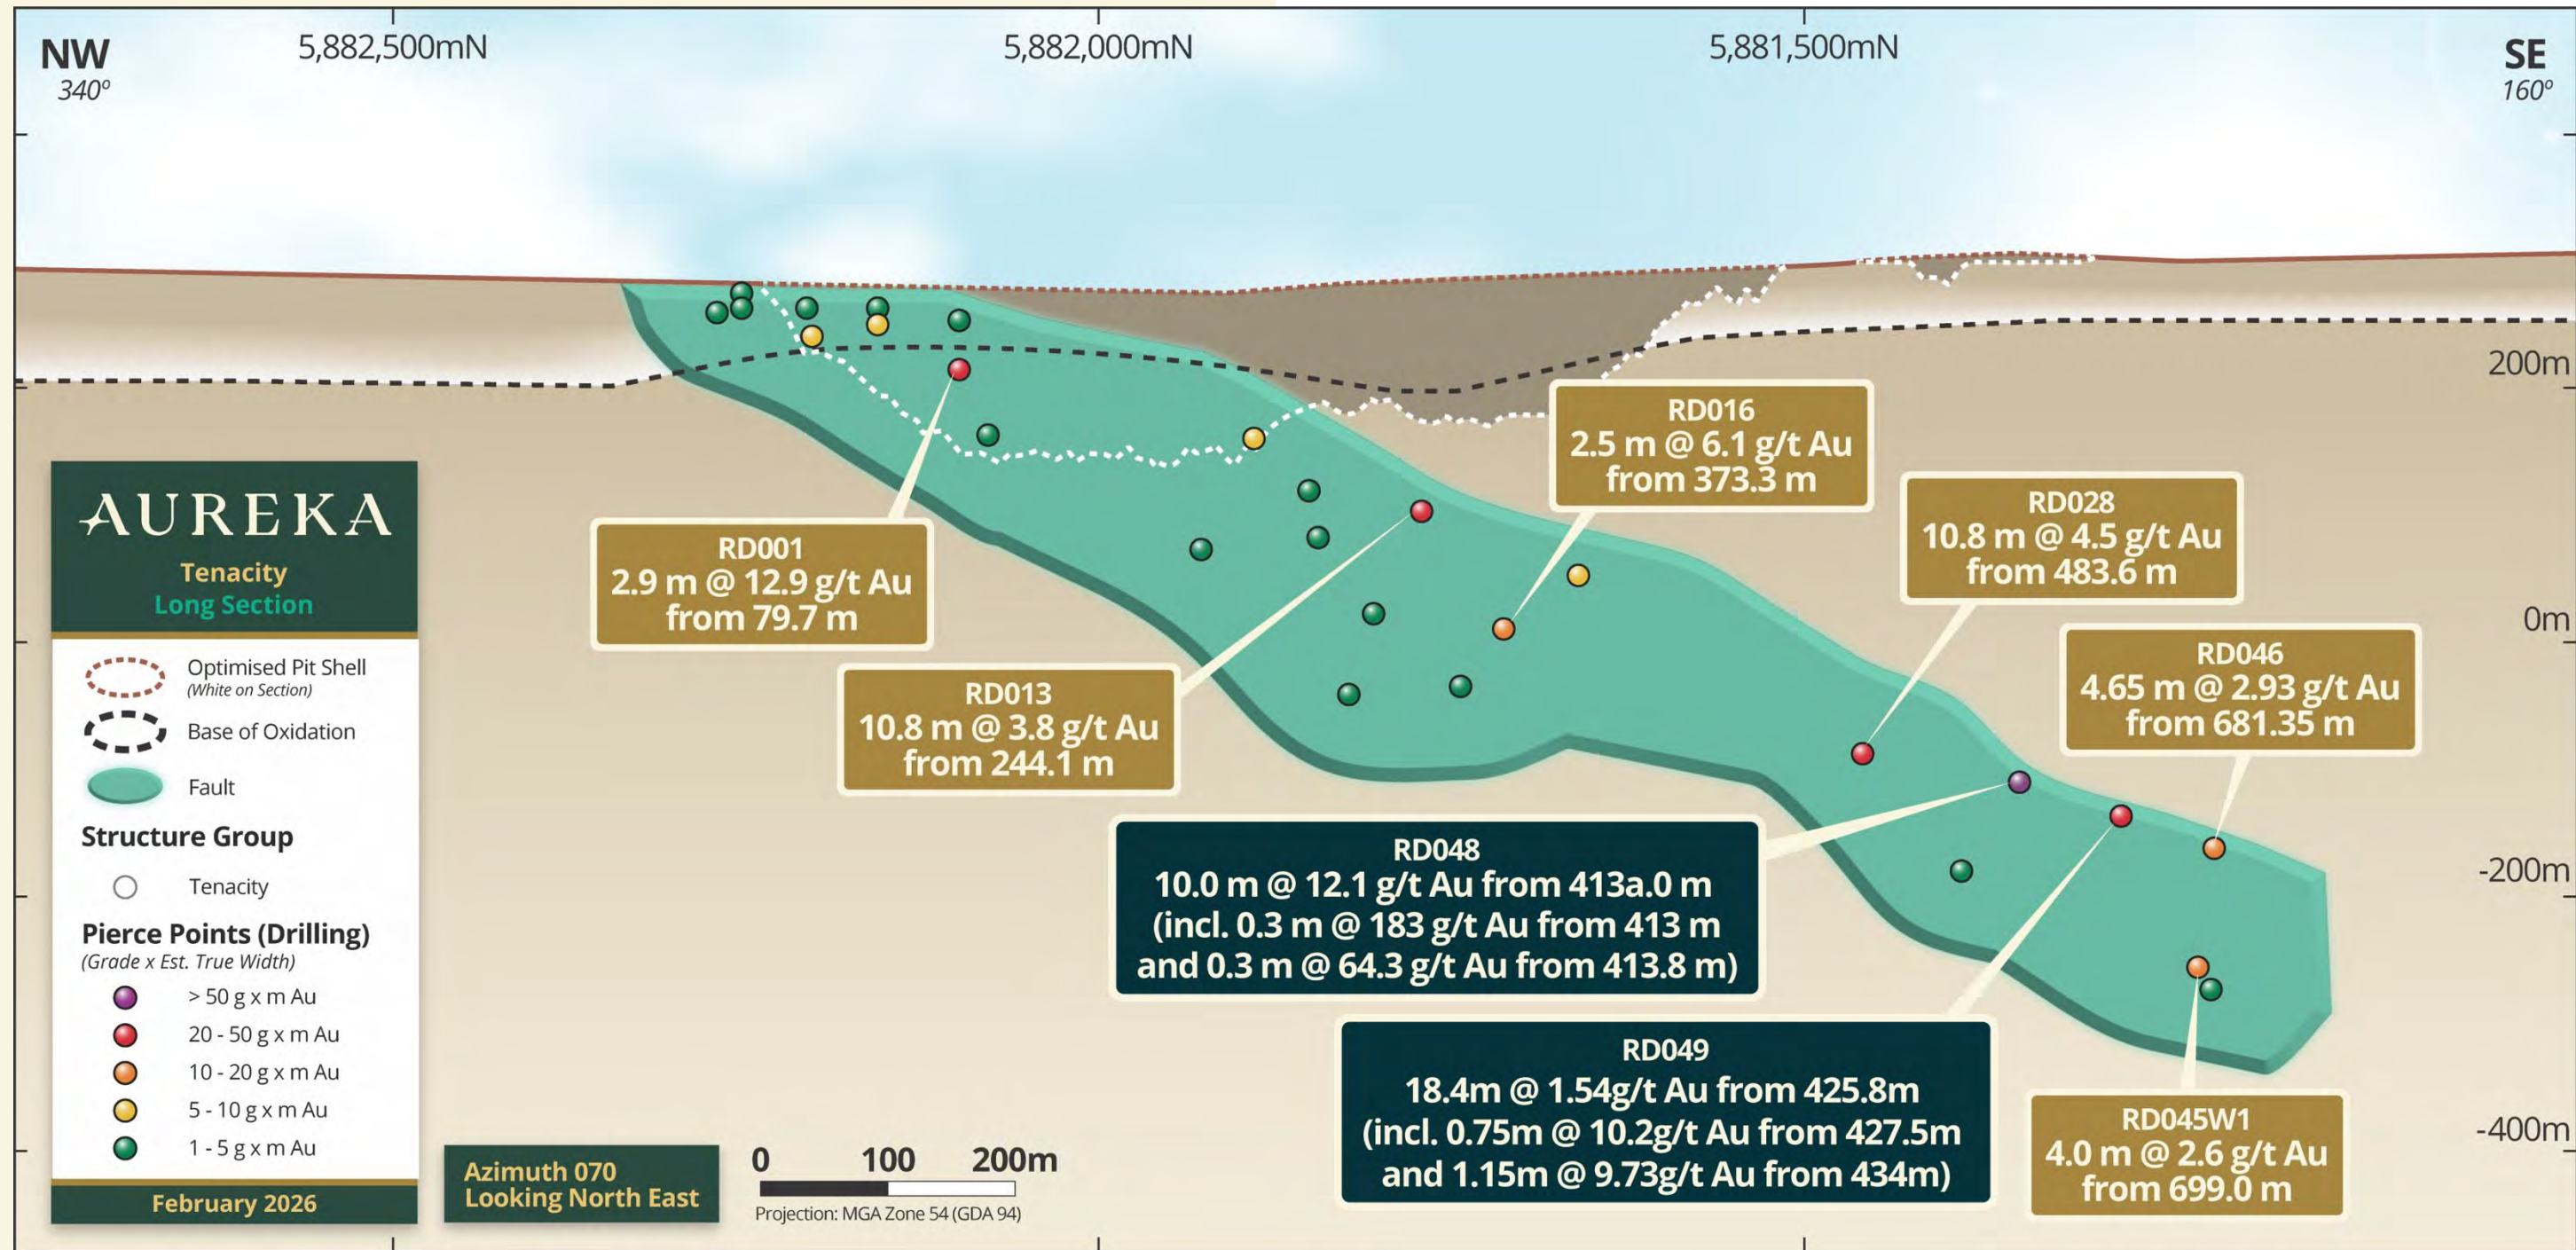 NW
340º
5,882,500mN
5,882,000mN
5,881,500mN
SE
160º
200m
0m
-200m
-400m
RD001
2.9 m @ 12.9 g/t Au
from 79.7 m
RD013
10.8 m @ 3.8 g/t Au
from 244.1 m
RD016
2.5 m @ 6.1 g/t Au
from 373.3 m
RD028
10.8 m @ 4.5 g/t Au
from 483.6 m
RD046
4.65 m @ 2.93 g/t Au
from 681.35 m
RD048
10.0 m @ 12.1 g/t Au from 413a.0 m
(incl. 0.3 m @ 183 g/t Au from 413 m
and 0.3 m @ 64.3 g/t Au from 413.8 m)
RD049
18.4m @ 1.54g/t Au from 425.8m
(incl. 0.75m @ 10.2g/t Au from 427.5m
and 1.15m @ 9.73g/t Au from 434m)
RD045W1
4.0 m @ 2.6 g/t Au
from 699.0 m
AUREKA
Tenacity
Long Section
Optimised Pit Shell
(White on Section)
Base of Oxidation
Fault
Structure Group
Tenacity
Pierce Points (Drilling)
(Grade x Est. True Width)
> 50 g x m Au
20 - 50 g x m Au
10 - 20 g x m Au
5 - 10 g x m Au
1 - 5 g x m Au
February 2026
Azimuth 070
Looking North East
0 100 200m
Projection: MGA Zone 54 (GDA 94)